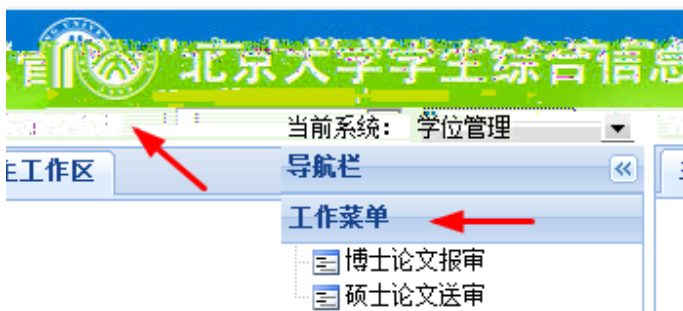 北京大学学生综合信息
当前系统： 学位管理
主工作区
导航栏
工作菜单
博士论文报审
硕士论文送审